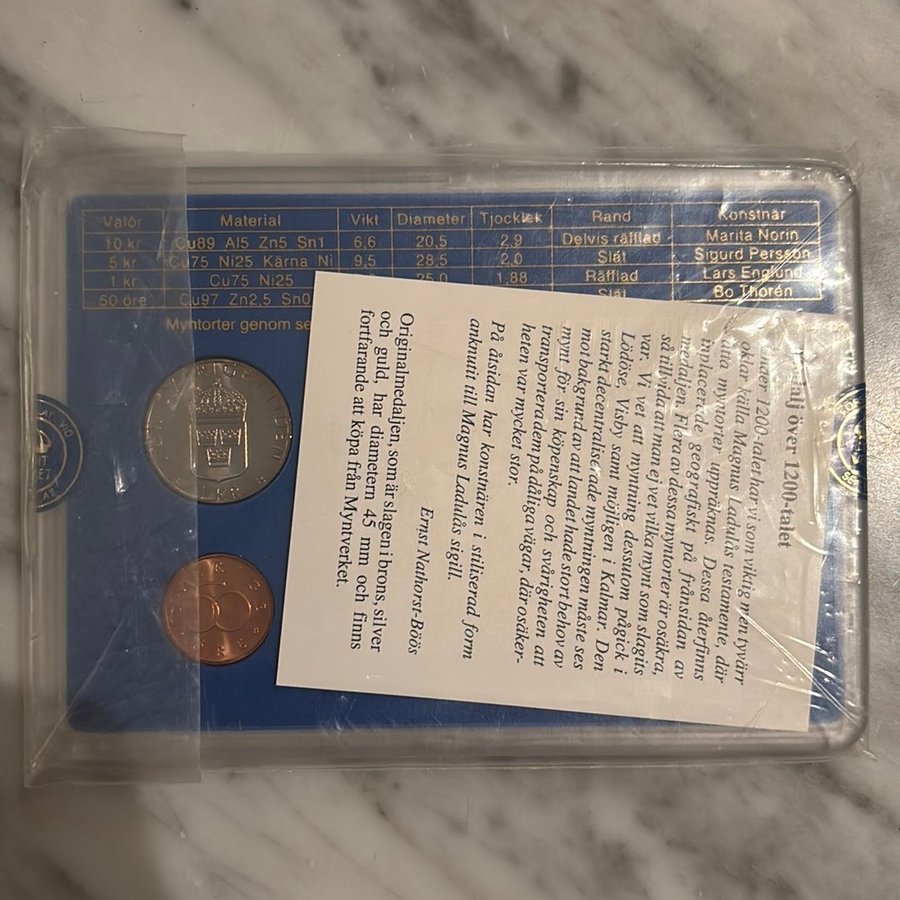 Valör Material Vikt Diameter Tjocklek Rand Konstnär
10 kr Cu89 Al5 Zn5 Sn1 6,6 20,5 2,9 Delvis räfflad Marita Norin
5 kr Cu75 Ni25 Kärna Ni 9,5 28,5 2,0 Slät Sigurd Persson
1 kr Cu75 Ni25 25,0 1,88 Räfflad Lars Englund
50 öre Cu97 Zn2,5 Sn0 Slät Bo Thorén
Myntorter genom se
över 1200-talet
1200-talet har vi som viktig men tyvärr
oklar källa Magnus Ladulås testamente, där
myntorter uppräknas. Dessa återfinns
inplacerade geografiskt på frånsidan av
medaljen. Flera av dessa myntorter är osäkra,
så tillvida att man ej vet vilka mynt som slagits
var. Vi vet att myntning dessutom pågick i
Lödöse, Visby samt möjligen i Kalmar. Den
starkt decentraliserade myntningen måste ses
mot bakgrund av att landet hade stort behov av
mynt för sin köpenskap och svårigheten att
transportera dem på dåliga vägar, där osäker-
heten var mycket stor.
På åtsidan har konstnären i stiliserad form
anknutit till Magnus Ladulås sigill.
Ernst Nathorst-Böös
Originalmedaljen, som är slagen i brons, silver
och guld, har diametern 45 mm och finns
fortfarande att köpa från Myntverket.